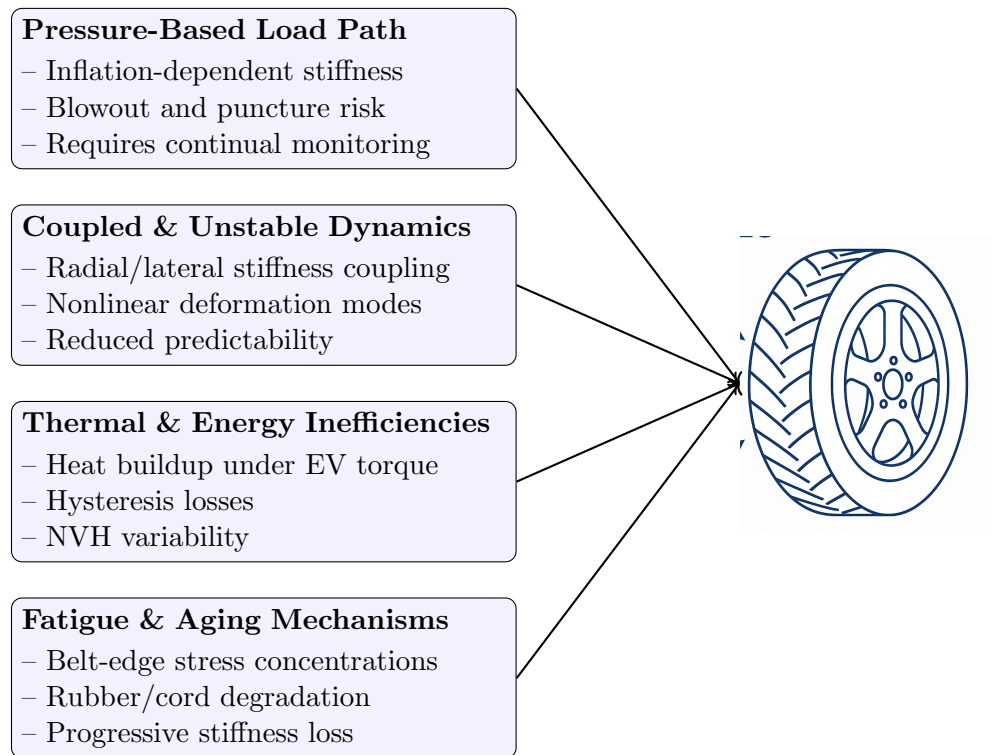 Pressure-Based Load Path
– Inflation-dependent stiffness
– Blowout and puncture risk
– Requires continual monitoring
Coupled & Unstable Dynamics
– Radial/lateral stiffness coupling
– Nonlinear deformation modes
– Reduced predictability
Thermal & Energy Inefficiencies
– Heat buildup under EV torque
– Hysteresis losses
– NVH variability
Fatigue & Aging Mechanisms
– Belt-edge stress concentrations
– Rubber/cord degradation
– Progressive stiffness loss